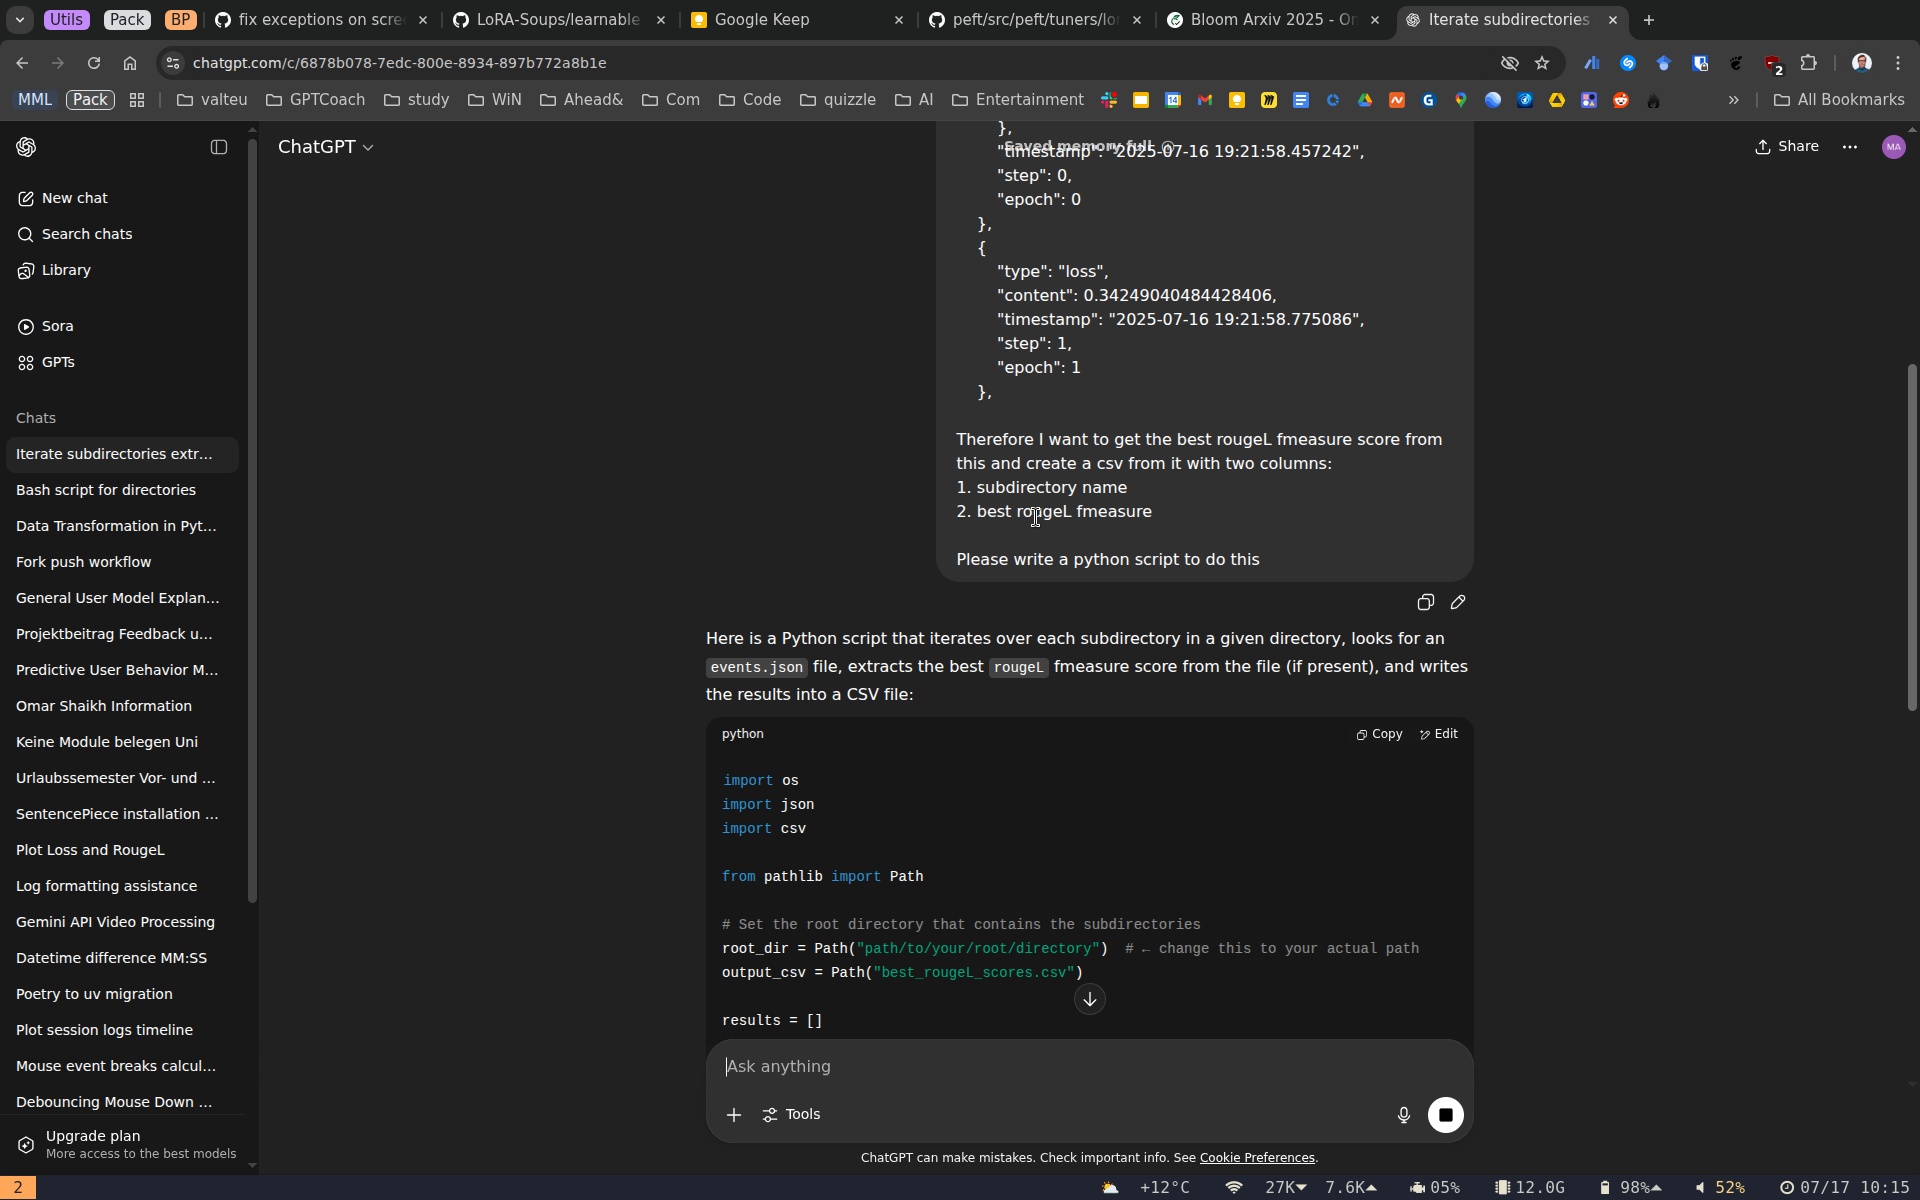 Utils
Pack
BP
fix exceptions on scre
LoRA-Soups/learnable
Google Keep
peft/src/peft/tuners/lo
Bloom Arxiv 2025 - On
Iterate subdirectories
chatgpt.com/c/6878b078-7edc-800e-8934-897b772a8b1e
2
MML
Pack
valteu
GPTCoach
study
WiN
Ahead&
Com
Code
quizzle
AI
Entertainment
All Bookmarks
ChatGPT
Saved memory full
Share
MA
New chat
Search chats
Library
Sora
GPTs
Chats
Iterate subdirectories extr...
Bash script for directories
Data Transformation in Pyt...
Fork push workflow
General User Model Explan...
Projektbeitrag Feedback u...
Predictive User Behavior M...
Omar Shaikh Information
Keine Module belegen Uni
Urlaubssemester Vor- und ...
SentencePiece installation ...
Plot Loss and RougeL
Log formatting assistance
Gemini API Video Processing
Datetime difference MM:SS
Poetry to uv migration
Plot session logs timeline
Mouse event breaks calcul...
Debouncing Mouse Down ...
Upgrade plan
More access to the best models
},
"timestamp": "2025-07-16 19:21:58.457242",
"step": 0,
"epoch": 0
},
{
"type": "loss",
"content": 0.34249040484428406,
"timestamp": "2025-07-16 19:21:58.775086",
"step": 1,
"epoch": 1
},
Therefore I want to get the best rougeL fmeasure score from
this and create a csv from it with two columns:
1. subdirectory name
2. best rougeL fmeasure
Please write a python script to do this
Here is a Python script that iterates over each subdirectory in a given directory, looks for an
events.json file, extracts the best rougeL fmeasure score from the file (if present), and writes
the results into a CSV file:
python
Copy
Edit
import os
import json
import csv
from pathlib import Path
# Set the root directory that contains the subdirectories
root_dir = Path("path/to/your/root/directory")  # ← change this to your actual path
output_csv = Path("best_rougeL_scores.csv")
results = []
Ask anything
Tools
ChatGPT can make mistakes. Check important info. See Cookie Preferences.
2
+12°C
27K
7.6K
05%
12.0G
98%
52%
07/17 10:15